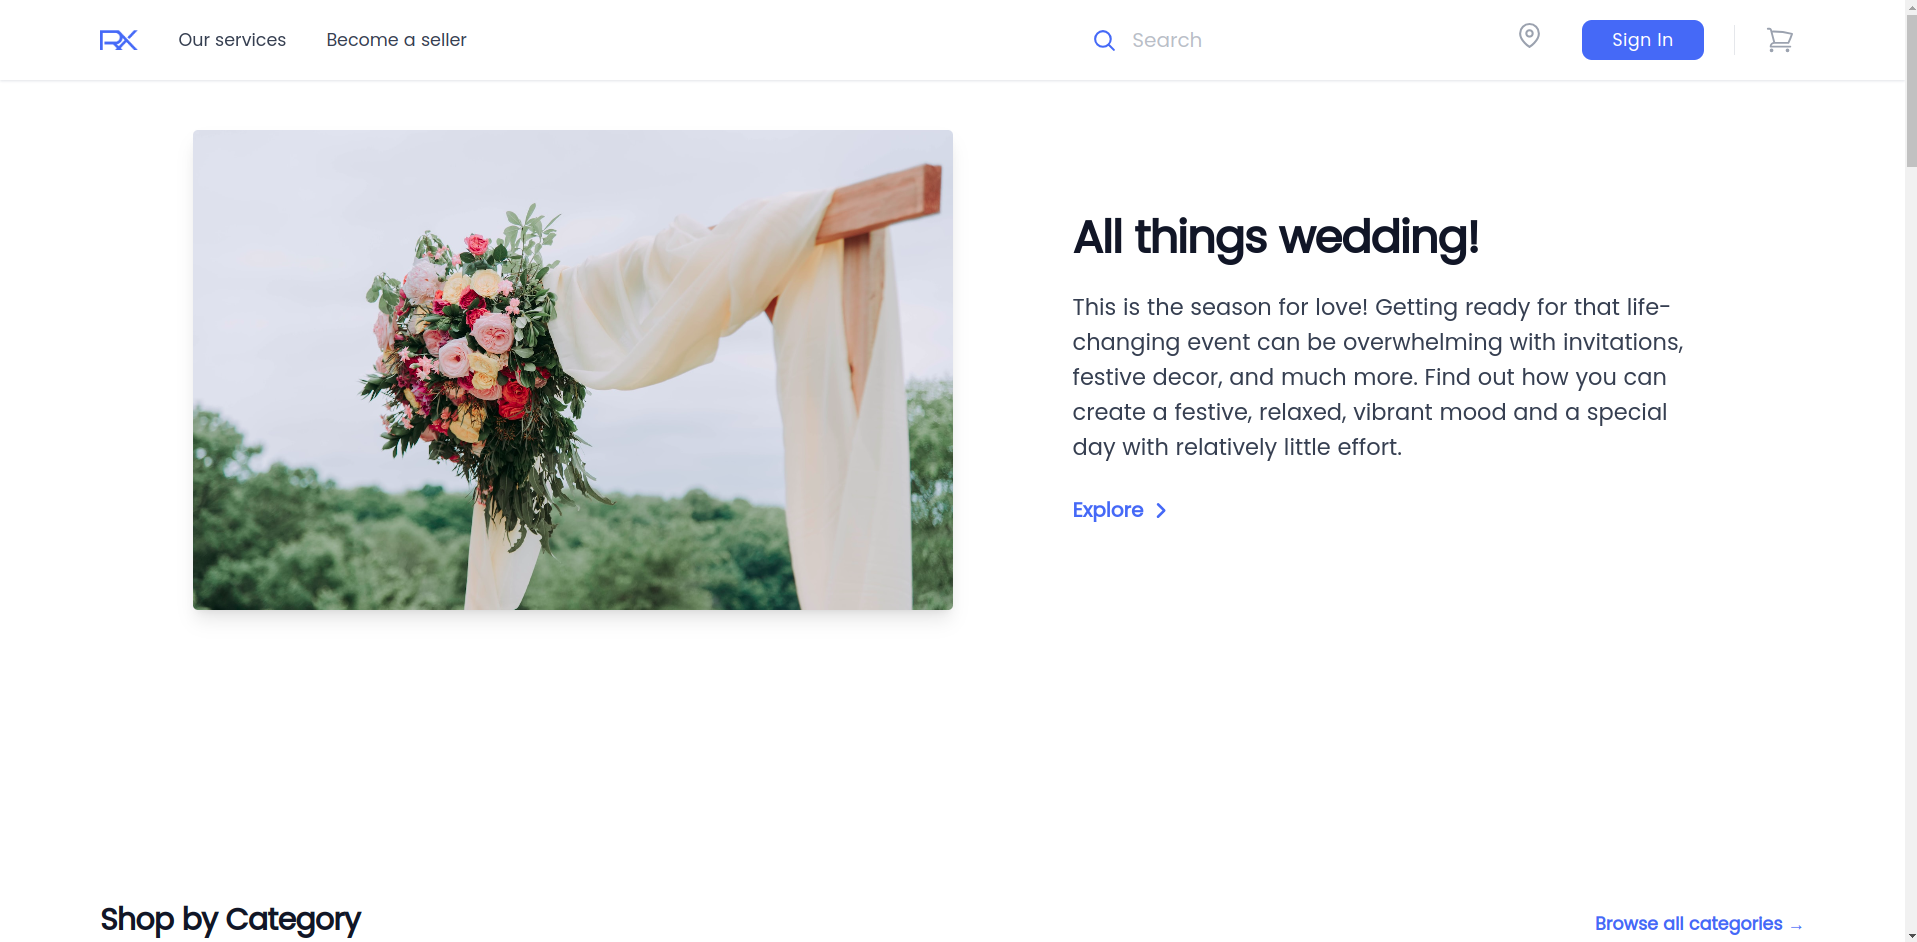 RX
Our services
Become a seller
Search
Sign In
All things wedding!
This is the season for love! Getting ready for that life-
changing event can be overwhelming with invitations,
festive decor, and much more. Find out how you can
create a festive, relaxed, vibrant mood and a special
day with relatively little effort.
Explore
Shop by Category
Browse all categories →